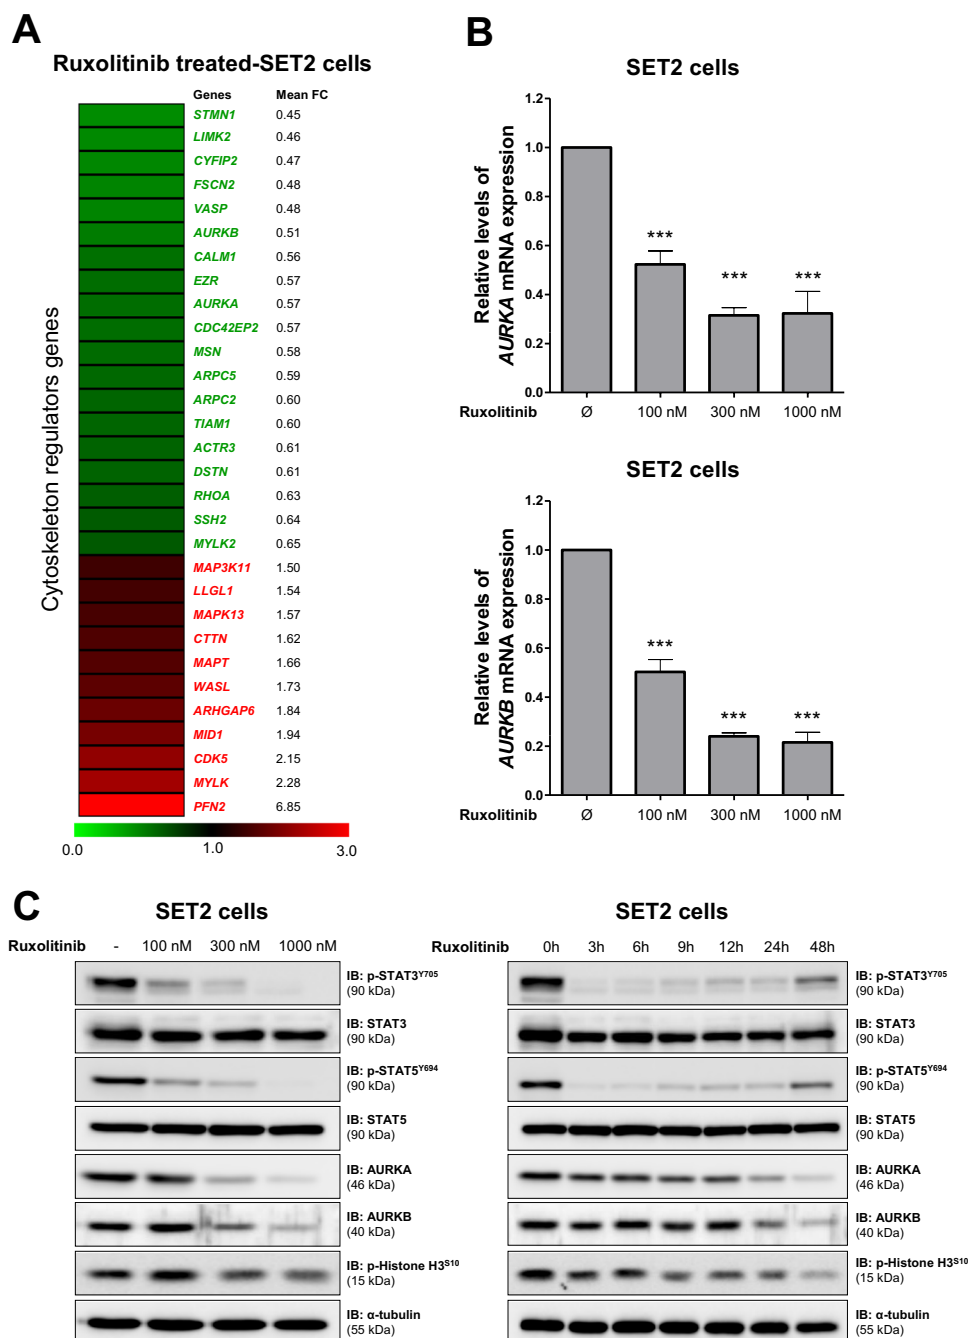 A
Ruxolitinib treated-SET2 cells
Genes Mean FC
STMN1 0.45
LIMK2 0.46
CYFIP2 0.47
FSCN2 0.48
VASP 0.48
AURKB 0.51
CALM1 0.56
EZR 0.57
AURKA 0.57
CDC42EP2 0.57
MSN 0.58
ARPC5 0.59
ARPC2 0.60
TIAM1 0.60
ACTR3 0.61
DSTN 0.61
RHOA 0.63
SSH2 0.64
MYLK2 0.65
MAP3K11 1.50
LLGL1 1.54
MAPK13 1.57
CTTN 1.62
MAPT 1.66
WASL 1.73
ARHGAP6 1.84
MID1 1.94
CDK5 2.15
MYLK 2.28
PFN2 6.85
Cytoskeleton regulators genes
0.0 1.0 3.0
B
SET2 cells
Relative levels of
AURKA mRNA expression
1.2
1.0
0.8
0.6
0.4
0.2
0.0
*** *** ***
Ruxolitinib Ø 100 nM 300 nM 1000 nM
SET2 cells
Relative levels of
AURKB mRNA expression
1.2
1.0
0.8
0.6
0.4
0.2
0.0
*** *** ***
Ruxolitinib Ø 100 nM 300 nM 1000 nM
C
SET2 cells
Ruxolitinib - 100 nM 300 nM 1000 nM
IB: p-STAT3Y705
(90 kDa)
IB: STAT3
(90 kDa)
IB: p-STAT5Y694
(90 kDa)
IB: STAT5
(90 kDa)
IB: AURKA
(46 kDa)
IB: AURKB
(40 kDa)
IB: p-Histone H3S10
(15 kDa)
IB: α-tubulin
(55 kDa)
SET2 cells
Ruxolitinib 0h 3h 6h 9h 12h 24h 48h
IB: p-STAT3Y705
(90 kDa)
IB: STAT3
(90 kDa)
IB: p-STAT5Y694
(90 kDa)
IB: STAT5
(90 kDa)
IB: AURKA
(46 kDa)
IB: AURKB
(40 kDa)
IB: p-Histone H3S10
(15 kDa)
IB: α-tubulin
(55 kDa)